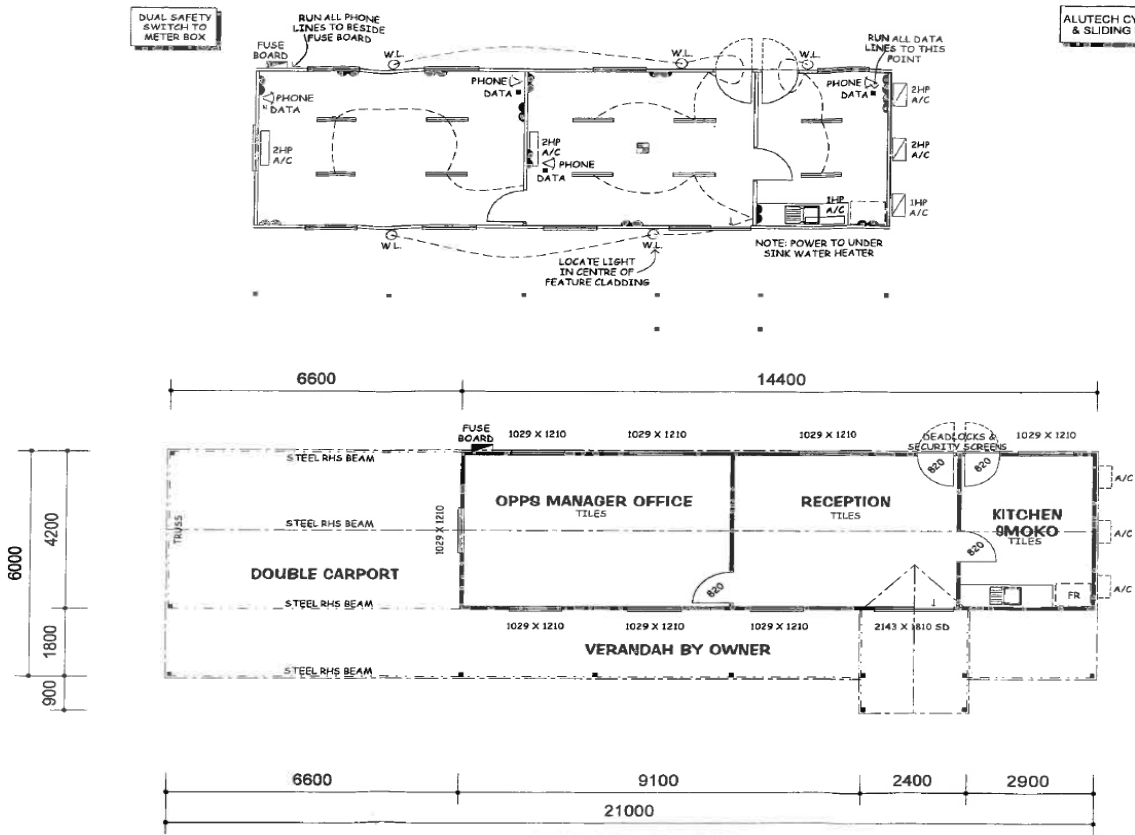 DUAL SAFETY
SWITCH TO
METER BOX
RUN ALL PHONE
LINES TO BESIDE
FUSE BOARD
FUSE
BOARD
W.L.
W.L.
W.L.
RUN ALL DATA
LINES TO THIS
POINT
ALUTECH CY
& SLIDING
PHONE
DATA
PHONE
DATA
PHONE
DATA
2HP
A/C
2HP
A/C
PHONE
DATA
2HP
A/C
2HP
A/C
1HP
A/C
1HP
A/C
W.L.
W.L.
LOCATE LIGHT
IN CENTRE OF
FEATURE CLADDING
NOTE: POWER TO UNDER
SINK WATER HEATER
6600
14400
FUSE
BOARD
1029 X 1210
1029 X 1210
1029 X 1210
DEADLOCKS &
SECURITY SCREENS
1029 X 1210
STEEL RHS BEAM
820
820
A/C
OPPS MANAGER OFFICE
TILES
RECEPTION
TILES
KITCHEN
SMOKO
TILES
TRUSS
STEEL RHS BEAM
1029 X 1210
A/C
6000
4200
820
DOUBLE CARPORT
820
A/C
FR
STEEL RHS BEAM
1029 X 1210
1029 X 1210
1029 X 1210
2143 X 1810 SD
1800
VERANDAH BY OWNER
STEEL RHS BEAM
900
6600
9100
2400
2900
21000